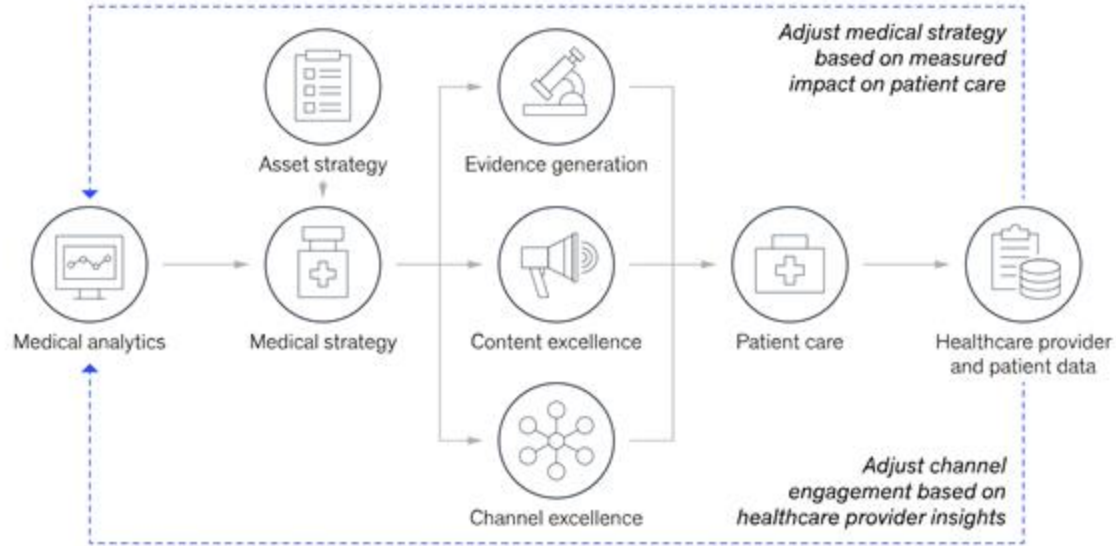 Adjust medical strategy
based on measured
impact on patient care
Asset strategy
Evidence generation
Medical analytics
Medical strategy
Content excellence
Patient care
Healthcare provider
and patient data
Adjust channel
engagement based on
healthcare provider insights
Channel excellence